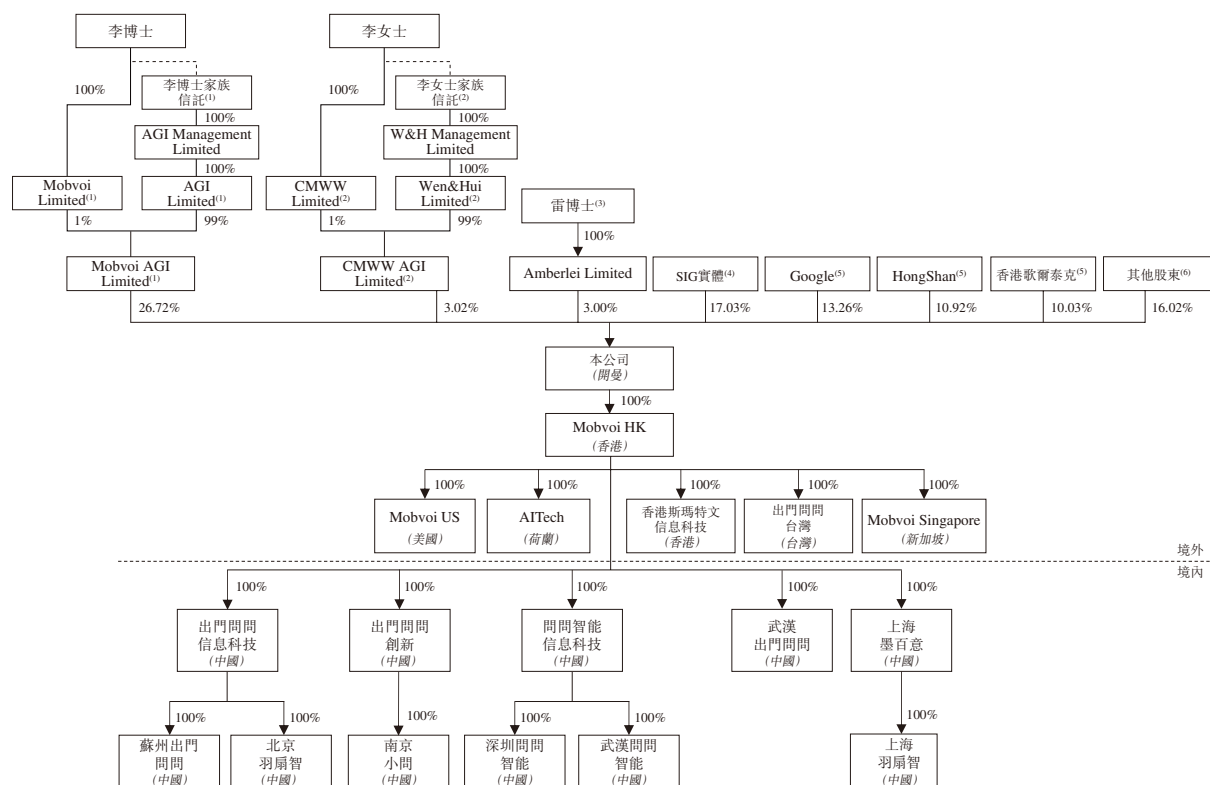 李博士
李女士
100%
李博士家族
信託(1)
100%
李女士家族
信託(2)
100%
100%
AGI Management
Limited
W&H Management
Limited
100%
100%
Mobvoi
Limited(1)
AGI
Limited(1)
CMWW
Limited(2)
Wen&Hui
Limited(2)
雷博士(3)
1%
99%
1%
99%
100%
Mobvoi AGI
Limited(1)
CMWW AGI
Limited(2)
Amberlei Limited
SIG實體(4)
Google(5)
HongShan(5)
香港歌爾泰克(5)
其他股東(6)
26.72%
3.02%
3.00%
17.03%
13.26%
10.92%
10.03%
16.02%
本公司
(開曼)
100%
Mobvoi HK
(香港)
100%
100%
100%
100%
100%
Mobvoi US
(美國)
AITech
(荷蘭)
香港斯瑪特文
信息科技
(香港)
出門問問
台灣
(台灣)
Mobvoi Singapore
(新加坡)
境外
境內
100%
100%
100%
100%
100%
出門問問
信息科技
(中國)
出門問問
創新
(中國)
問問智能
信息科技
(中國)
武漢
出門問問
(中國)
上海
墨百意
(中國)
100%
100%
100%
100%
100%
100%
蘇州出門
問問
(中國)
北京
羽扇智
(中國)
南京
小問
(中國)
深圳問問
智能
(中國)
武漢問問
智能
(中國)
上海
羽扇智
(中國)